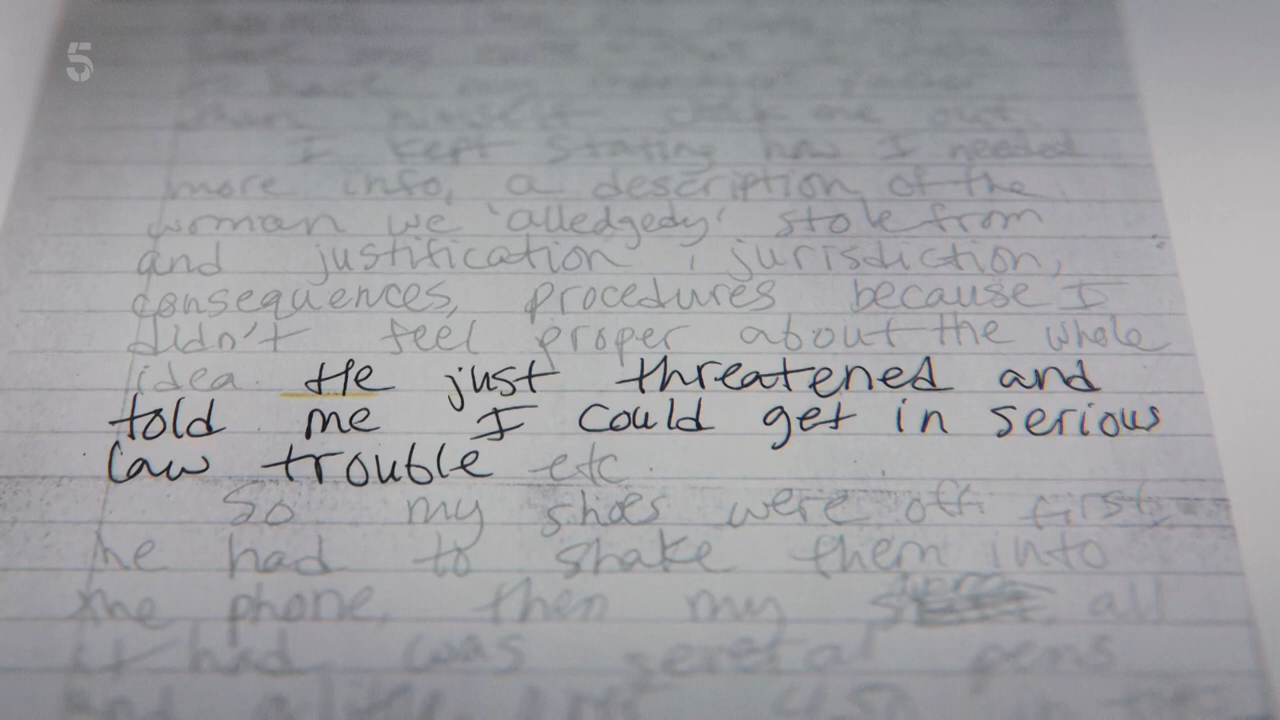 5
I kept stating how I needed
more info, a description of the
woman we 'alledgedy' stole from
and justification, jurisdiction,
consequences, procedures because I
didn't feel proper about the whole
idea. He just threatened and
told me I could get in serious
law trouble etc.
So my shoes were off first,
he had to shake them into
the phone, then my all
it had was several pens